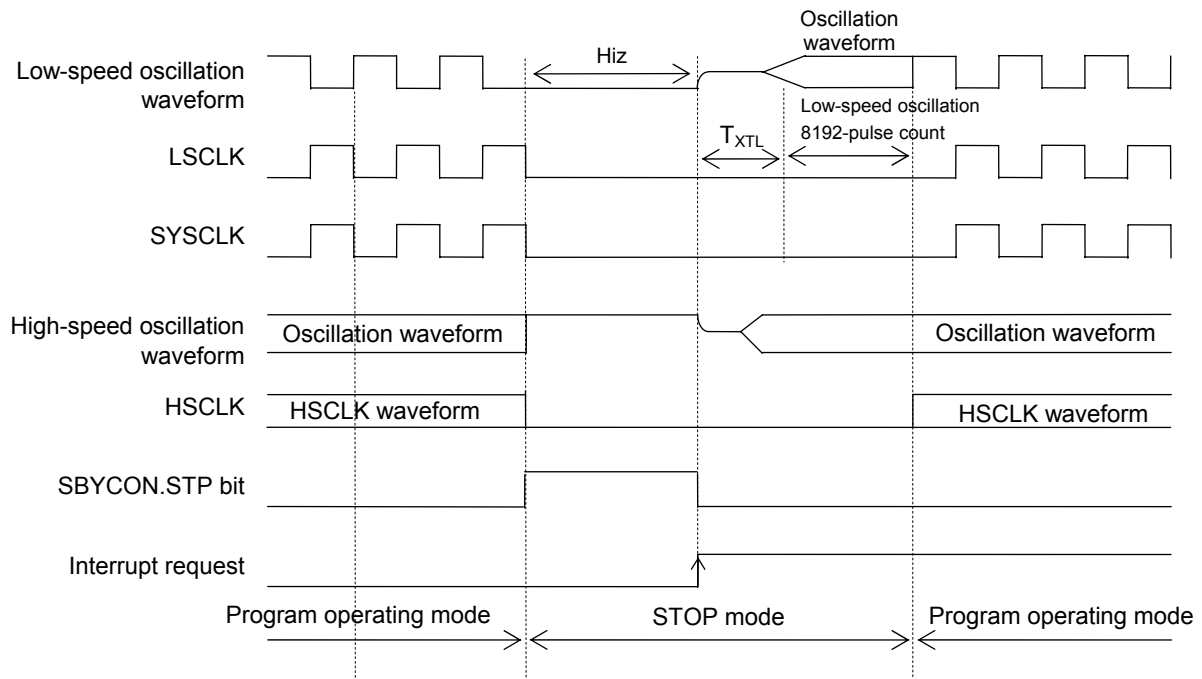 Oscillation
waveform
Hiz
Low-speed oscillation
waveform
Low-speed oscillation
8192-pulse count
TXTL
LSCLK
SYSCLK
High-speed oscillation
waveform
Oscillation waveform
Oscillation waveform
HSCLK
HSCLK waveform
HSCLK waveform
SBYCON.STP bit
Interrupt request
Program operating mode
STOP mode
Program operating mode